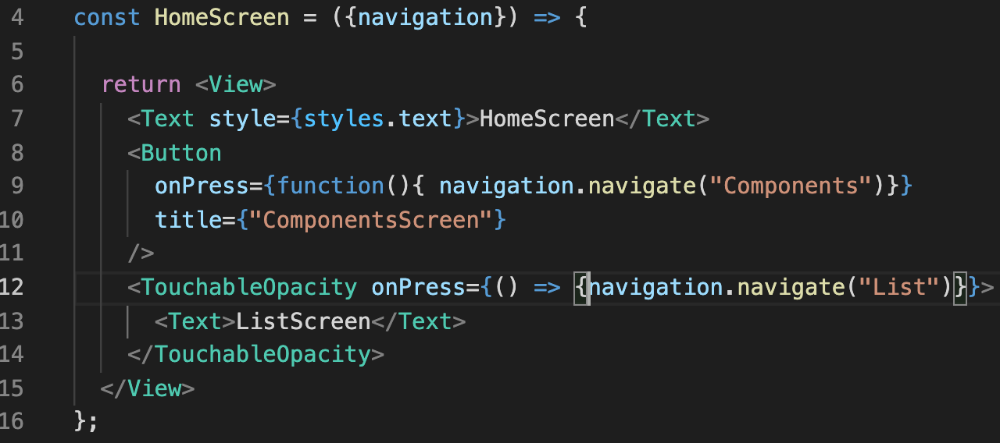 4 const HomeScreen = ({navigation}) => {
5
6 return <View>
7 <Text style={styles.text}>HomeScreen</Text>
8 <Button
9 onPress={function(){ navigation.navigate("Components")}}
10 title={"ComponentsScreen"}
11 />
12 <TouchableOpacity onPress={() => {navigation.navigate("List")}}>
13 <Text>ListScreen</Text>
14 </TouchableOpacity>
15 </View>
16 };